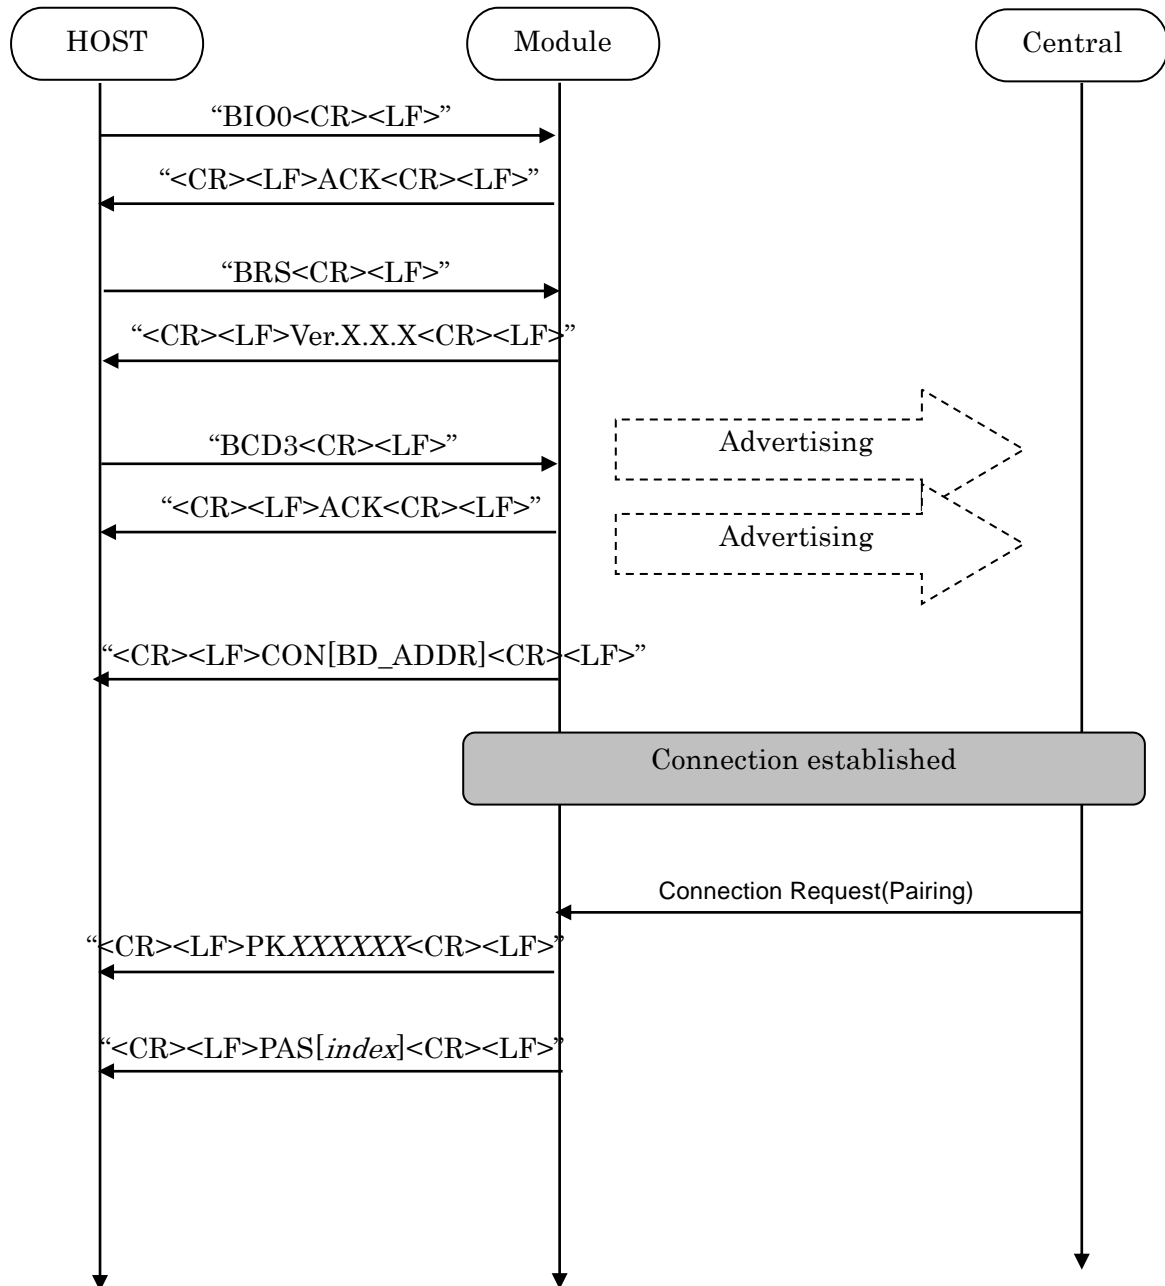 HOST
Module
Central
“BIO0<CR><LF>”
“<CR><LF>ACK<CR><LF>”
“BRS<CR><LF>”
“<CR><LF>Ver.X.X.X<CR><LF>”
“BCD3<CR><LF>”
Advertising
“<CR><LF>ACK<CR><LF>”
Advertising
“<CR><LF>CON[BD_ADDR]<CR><LF>”
Connection established
Connection Request(Pairing)
“<CR><LF>PKXXXXXX<CR><LF>”
“<CR><LF>PAS[index]<CR><LF>”